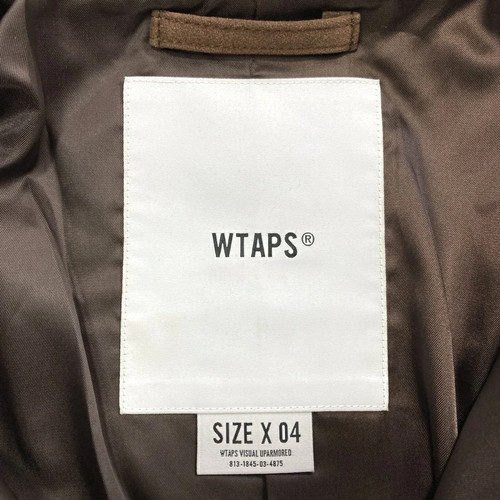 WTAPS®
SIZE X 04
WTAPS VISUAL UPARMORED.
813-1845-03-4875